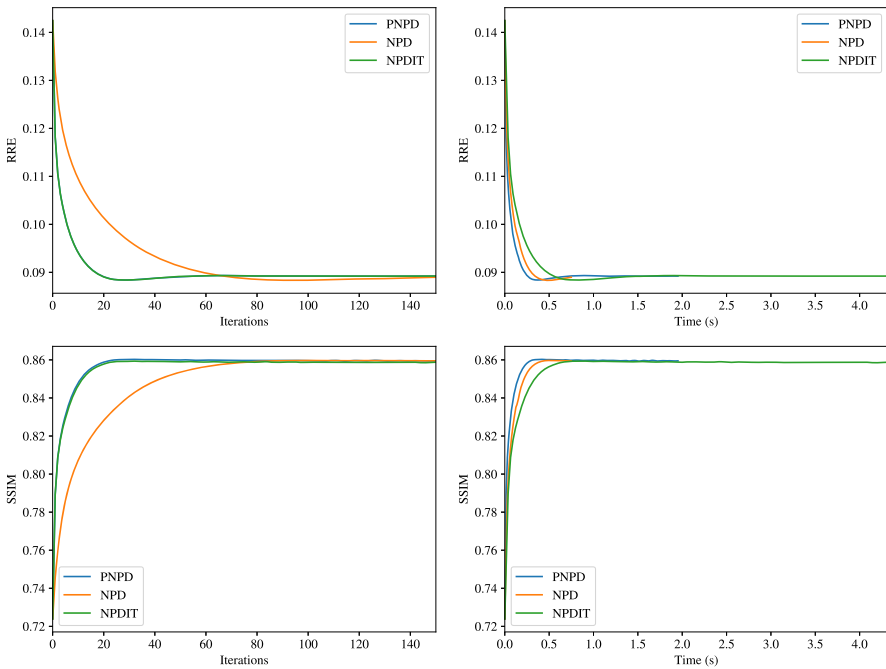 0.14
0.13
0.12
0.11
0.10
0.09
RRE
0 20 40 60 80 100 120 140
Iterations
PNPD
NPD
NPDIT
0.14
0.13
0.12
0.11
0.10
0.09
RRE
0.0 0.5 1.0 1.5 2.0 2.5 3.0 3.5 4.0
Time (s)
PNPD
NPD
NPDIT
0.86
0.84
0.82
0.80
0.78
0.76
0.74
0.72
SSIM
0 20 40 60 80 100 120 140
Iterations
PNPD
NPD
NPDIT
0.86
0.84
0.82
0.80
0.78
0.76
0.74
0.72
SSIM
0.0 0.5 1.0 1.5 2.0 2.5 3.0 3.5 4.0
Time (s)
PNPD
NPD
NPDIT